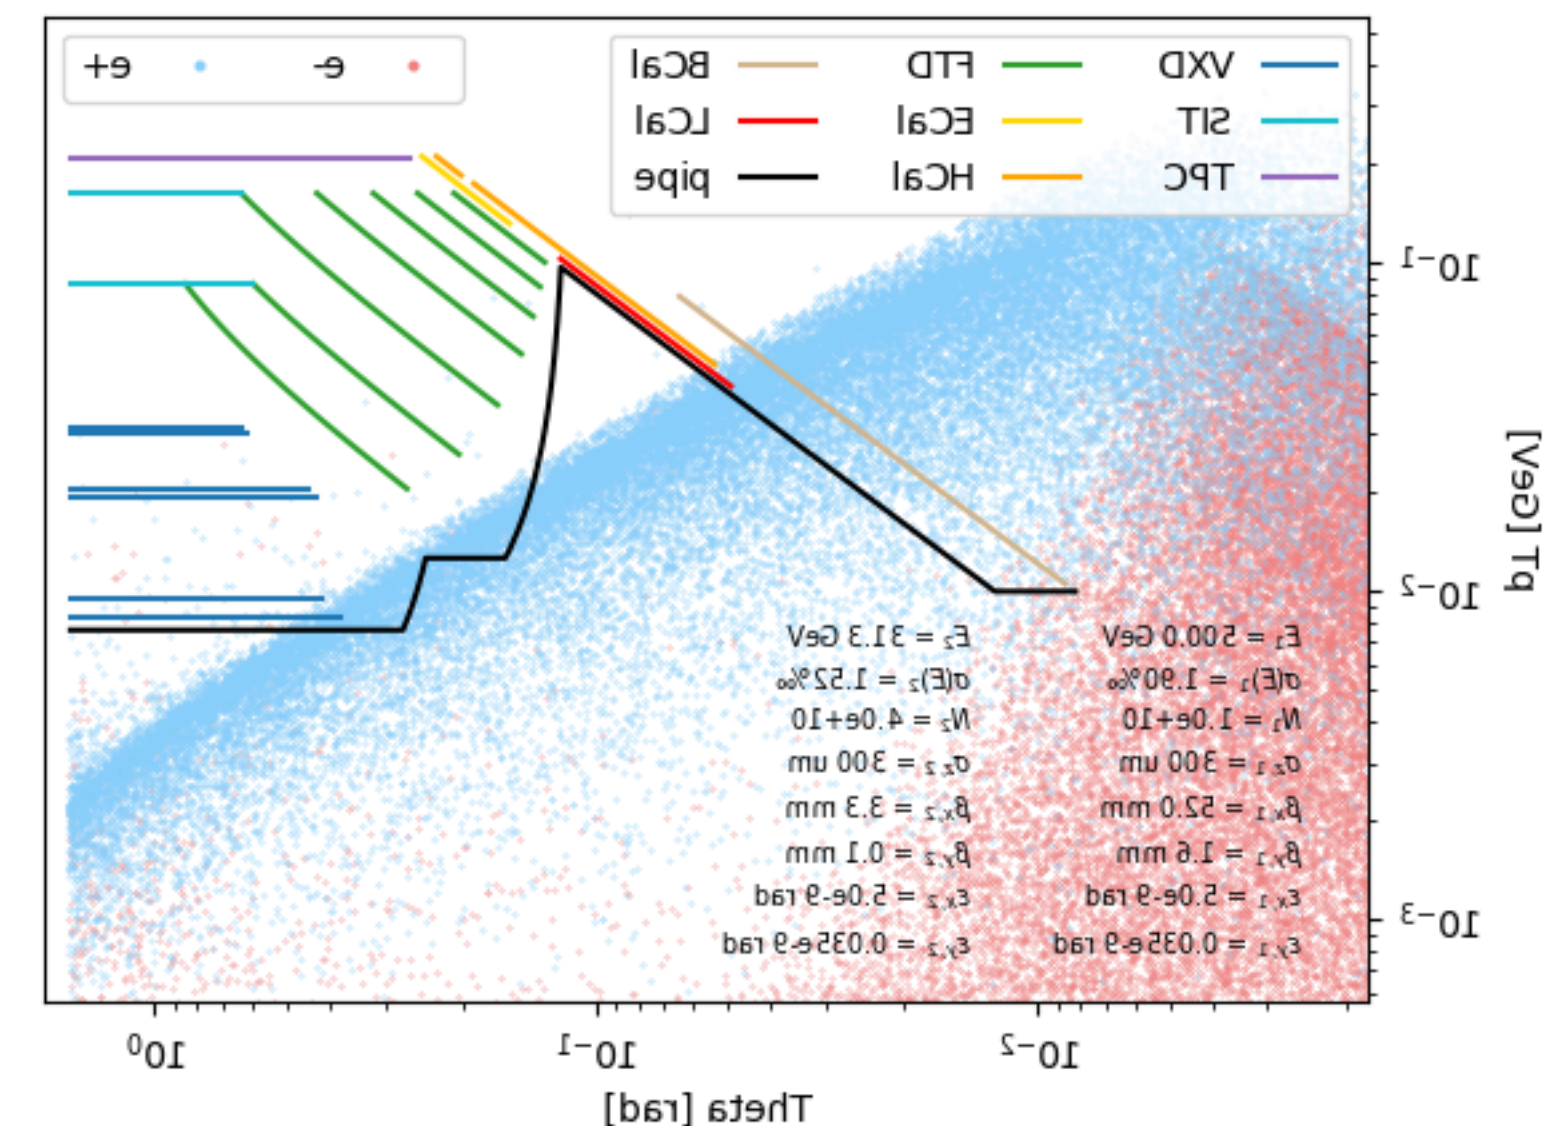 VXD FTD BCal
SIT ECal LCal
TPC HCal pipe
e- e+
pT [GeV]
10⁻¹
10⁻²
10⁻³
E₁ = 500.0 GeV E₂ = 31.3 GeV
σ(E)₁ = 1.90‰ σ(E)₂ = 1.52‰
N₁ = 1.0e+10 N₂ = 4.0e+10
σz,1 = 300 um σz,2 = 300 um
βx,1 = 52.0 mm βx,2 = 3.3 mm
βy,1 = 1.6 mm βy,2 = 0.1 mm
εx,1 = 5.0e-9 rad εx,2 = 5.0e-9 rad
εy,1 = 0.035e-9 rad εy,2 = 0.035e-9 rad
10⁻² 10⁻¹ 10⁰
Theta [rad]